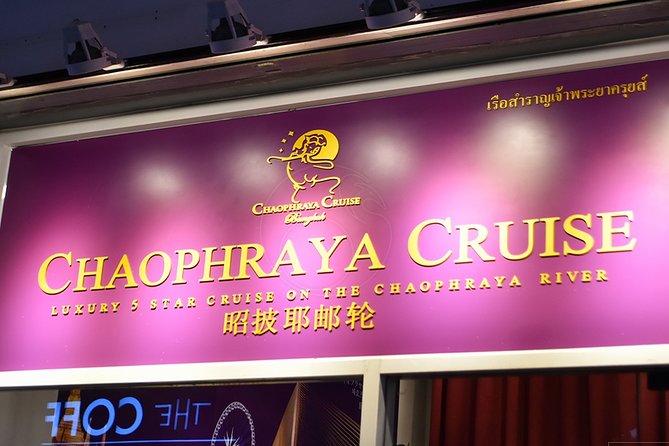 เรือสำราญเจ้าพระยาครุยส์
CHAOPHRAYA CRUISE
Bangkok
CHAOPHRAYA CRUISE
LUXURY 5 STAR CRUISE ON THE CHAOPHRAYA RIVER
昭披耶邮轮
THE COFF